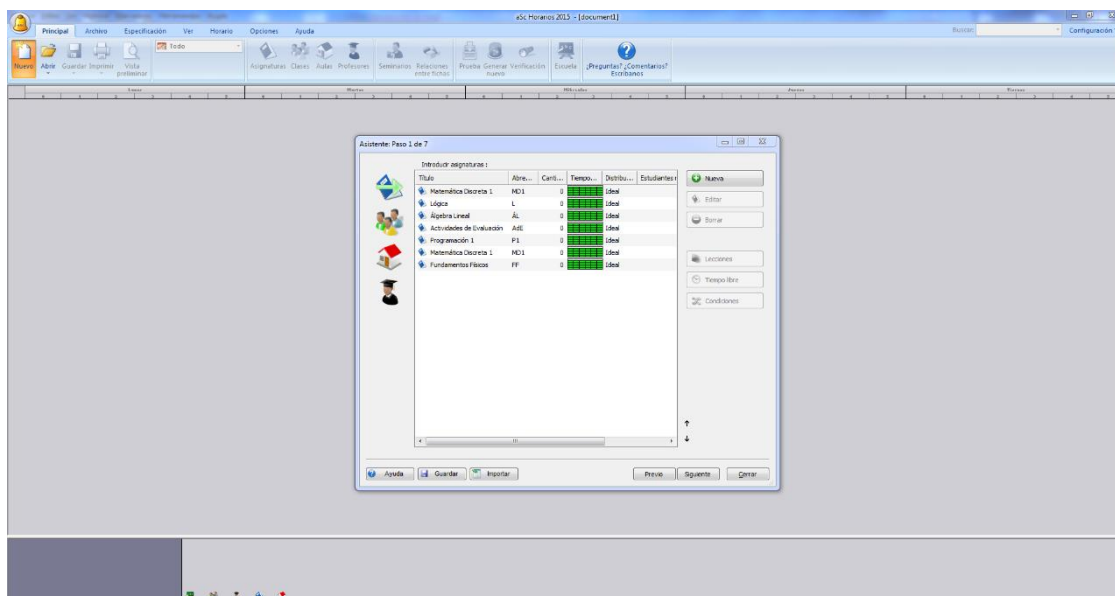 aSc Horarios 2015 - [document1]
Principal Archivo Especificación Ver Horario Opciones Ayuda
Buscar: Configuración
Todo
Nuevo Abrir Guardar Imprimir Vista preliminar
Asignaturas Clases Aulas Profesores Seminarios Relaciones entre fichas Prueba Generar nuevo Verificación Escuela ¿Preguntas? ¿Comentarios? Escríbanos
Lunes Martes Miércoles Jueves Viernes
Asistente: Paso 1 de 7
Introducir asignaturas :
Título Abre... Canti... Tiempo... Distribu... Estudiantes r
Matemática Discreta 1 MD1 0 Ideal
Lógica L 0 Ideal
Álgebra Lineal ÁL 0 Ideal
Actividades de Evaluación AdE 0 Ideal
Programación 1 P1 0 Ideal
Matemática Discreta 1 MD1 0 Ideal
Fundamentos Físicos FF 0 Ideal
Nueva
Editar
Borrar
Lecciones
Tiempo libre
Condiciones
Ayuda Guardar Importar Previo Siguiente Cerrar